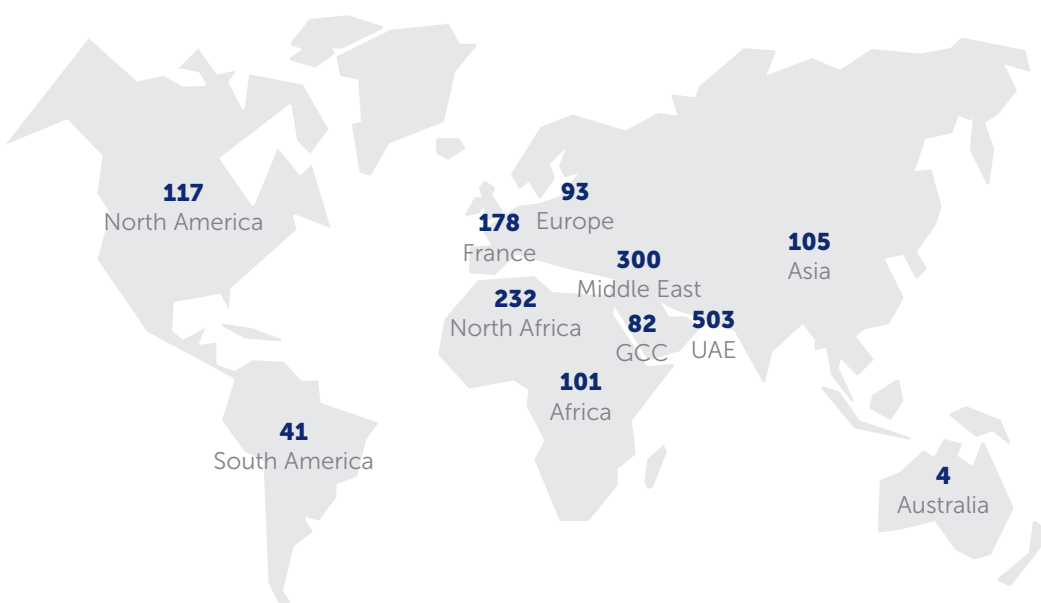 117
North America
93
Europe
178
France
105
Asia
300
Middle East
232
North Africa
82
GCC
503
UAE
101
Africa
41
South America
4
Australia